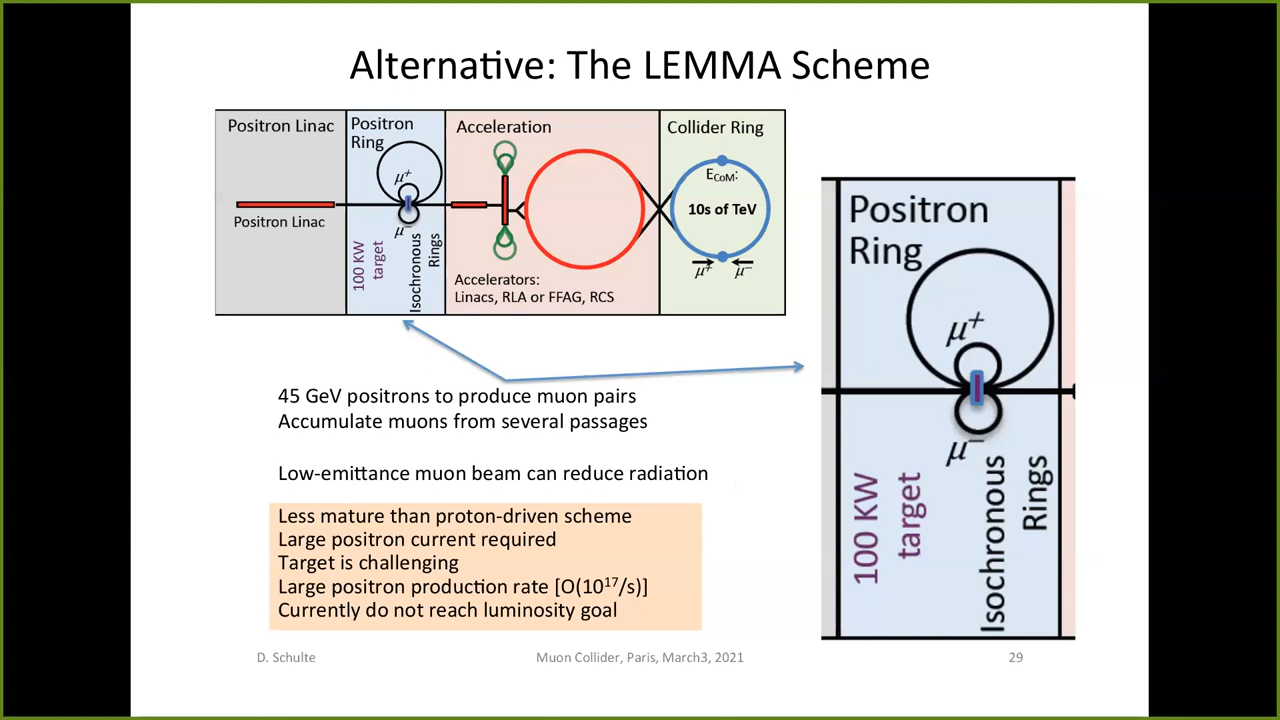 Alternative: The LEMMA Scheme
Positron Linac
Positron Linac
Positron
Ring
μ⁺
μ⁻
100 KW
target
Isochronous
Rings
Acceleration
Accelerators:
Linacs, RLA or FFAG, RCS
Collider Ring
E_CoM:
10s of TeV
μ⁺ μ⁻
Positron
Ring
μ⁺
μ⁻
100 KW
target
Isochronous
Rings
45 GeV positrons to produce muon pairs
Accumulate muons from several passages
Low-emittance muon beam can reduce radiation
Less mature than proton-driven scheme
Large positron current required
Target is challenging
Large positron production rate [O(10¹⁷/s)]
Currently do not reach luminosity goal
D. Schulte
Muon Collider, Paris, March3, 2021
29